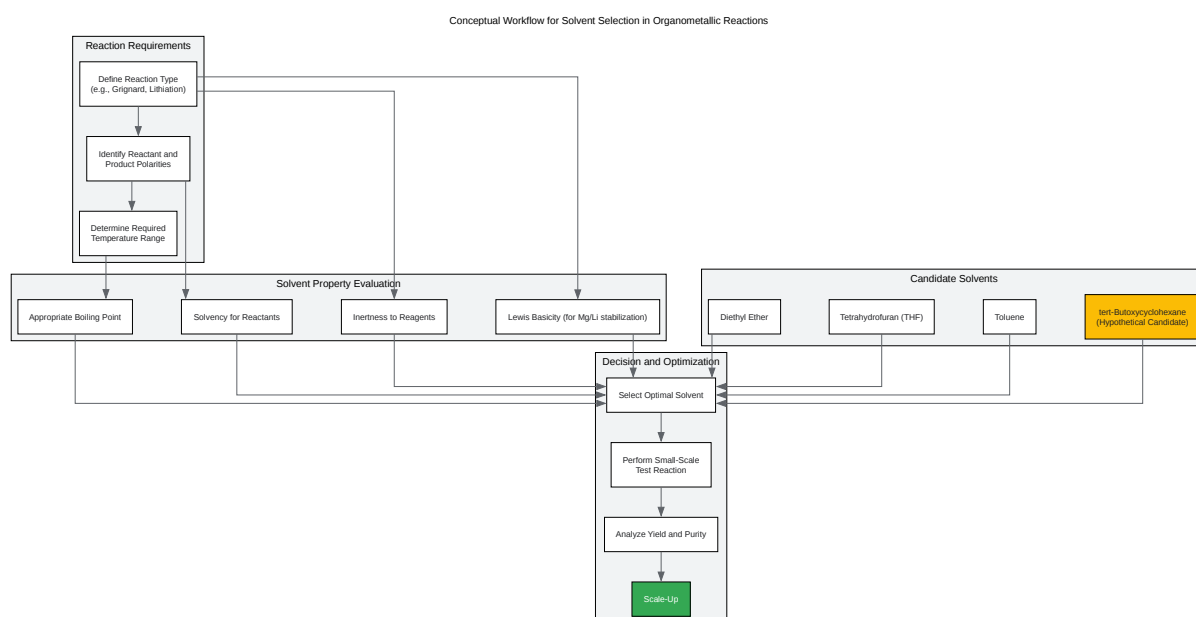 Conceptual Workflow for Solvent Selection in Organometallic Reactions
Reaction Requirements
Define Reaction Type
(e.g., Grignard, Lithiation)
Identify Reactant and
Product Polarities
Determine Required
Temperature Range
Solvent Property Evaluation
Appropriate Boiling Point
Solvency for Reactants
Inertness to Reagents
Lewis Basicity (for Mg/Li stabilization)
Candidate Solvents
Diethyl Ether
Tetrahydrofuran (THF)
Toluene
tert-Butoxycyclohexane
(Hypothetical Candidate)
Decision and Optimization
Select Optimal Solvent
Perform Small-Scale
Test Reaction
Analyze Yield and Purity
Scale-Up